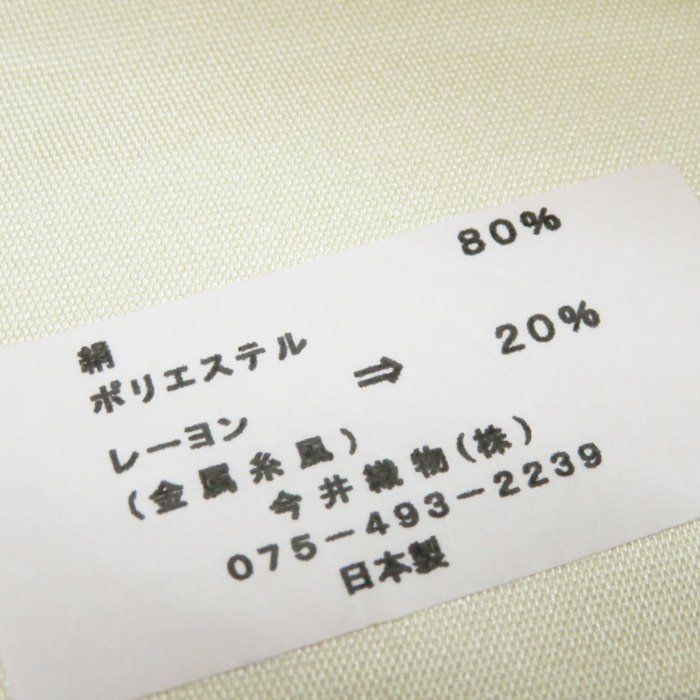 絹 80%
ポリエステル ⇒ 20%
レーヨン
(金属糸風)
今井織物(株)
075-493-2239
日本製